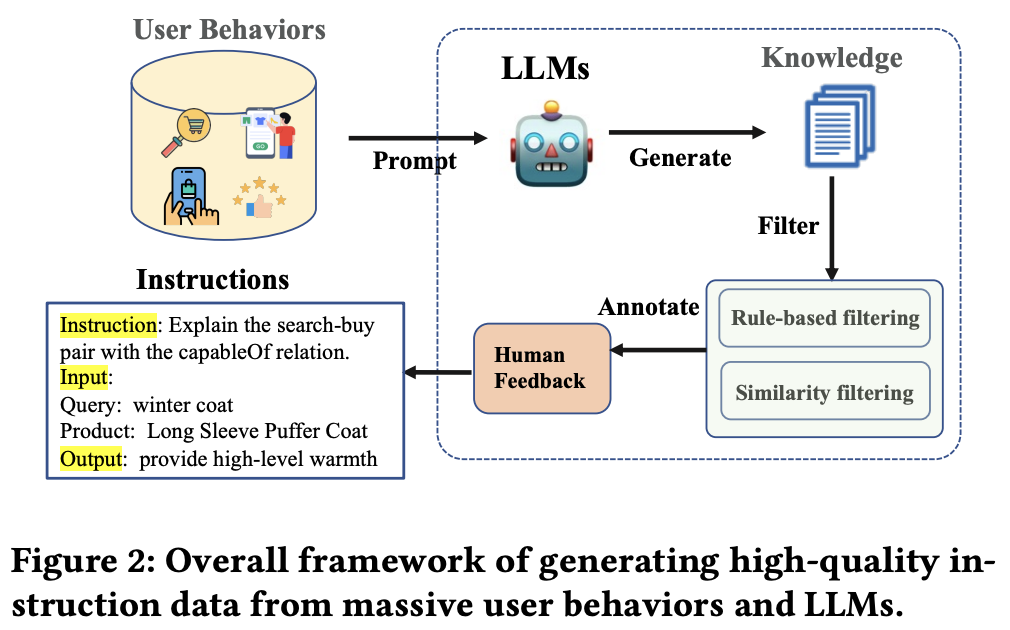 User Behaviors
LLMs
Knowledge
Prompt
GO
Generate
Filter
Rule-based filtering
Similarity filtering
Annotate
Human
Feedback
Instructions
Instruction: Explain the search-buy
pair with the capableOf relation.
Input:
Query: winter coat
Product: Long Sleeve Puffer Coat
Output: provide high-level warmth
Figure 2: Overall framework of generating high-quality in-
struction data from massive user behaviors and LLMs.